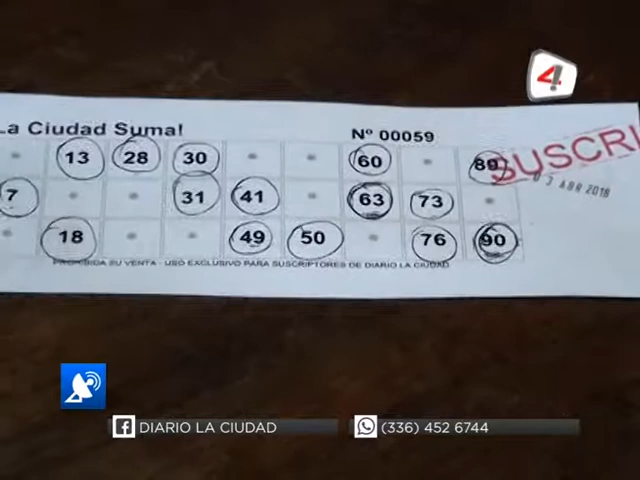 4
La Ciudad Suma! Nº 00059
13 28 30 60 89
7 31 41 63 73
18 49 50 76 90
PROHIBIDA SU VENTA - USO EXCLUSIVO PARA SUSCRIPTORES DE DIARIO LA CIUDAD
SUSCRI
03 ABR 2018
DIARIO LA CIUDAD
(336) 452 6744